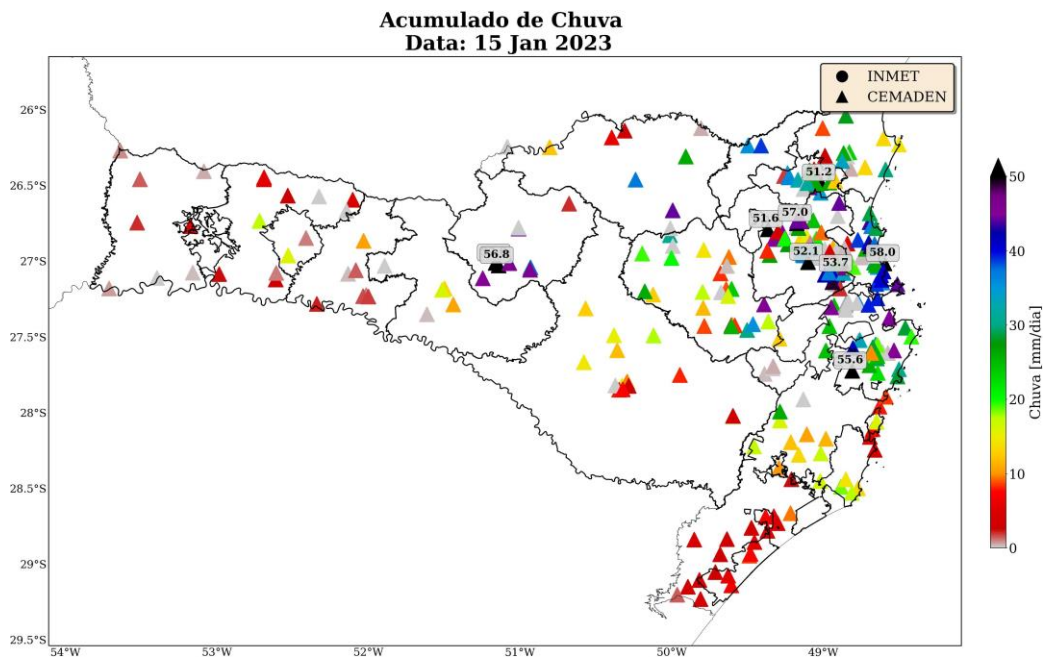 Acumulado de Chuva
Data: 15 Jan 2023
INMET
CEMADEN
26°S
26.5°S
27°S
27.5°S
28°S
28.5°S
29°S
29.5°S
54°W
53°W
52°W
51°W
50°W
49°W
51.2
57.0
51.6
52.1
53.7
58.0
56.8
55.6
50
40
30
20
10
0
Chuva [mm/dia]